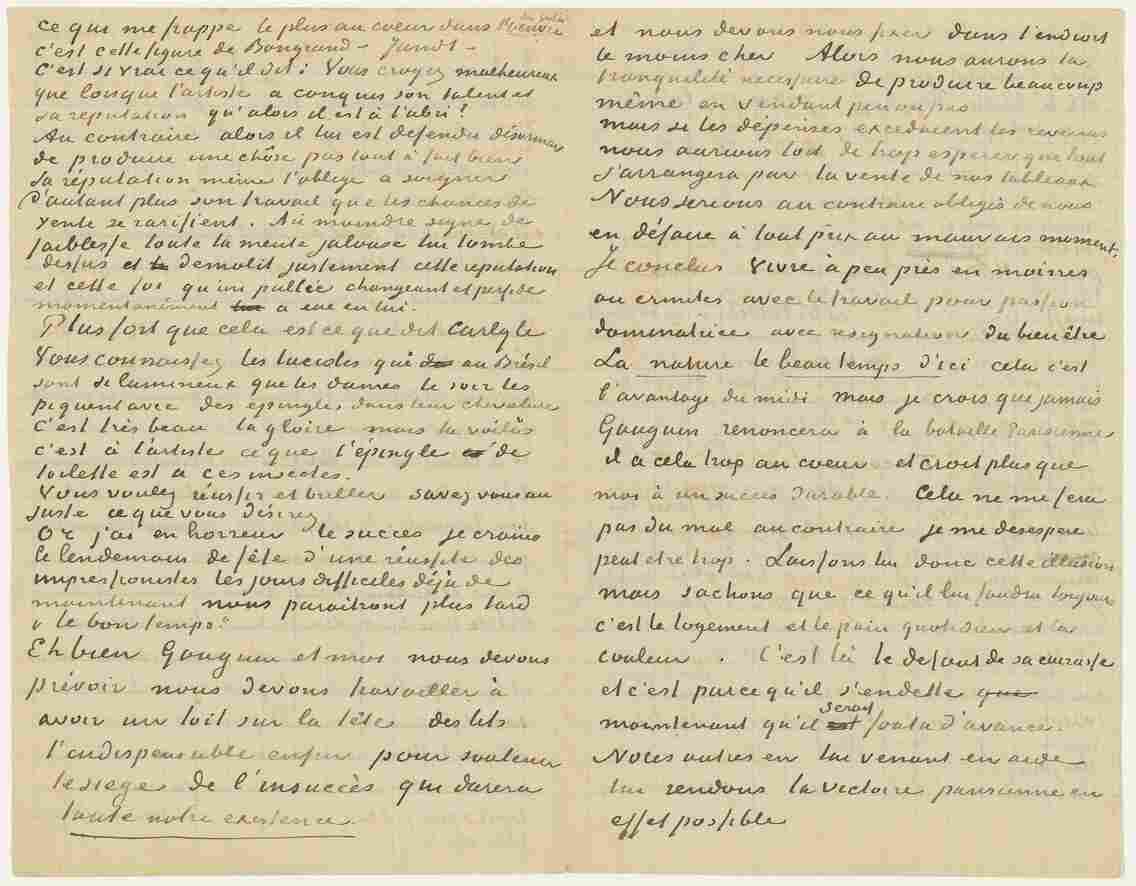 ce qui me frappe le plus au coeur dans l'oeuvre
c'est cette figure de Bongrand – Jundt –
C'est si vrai ce qu'il dit: Vous croyez malheureux
que lorsque l'artiste a conquis son talent et
sa reputation qu'alors il est à l'abri!
Au contraire alors il lui est defendu désormais
de produire une chôse pas tout à fait bien
Sa réputation même l'oblige a soigner
d'autant plus son travail que les chances de
vente se rarifient. Au moindre signe de
faiblesse toute la meute jalouse lui tombe
dessus et demolit justement cette reputation
et cette foi qu'un public changeant et perfide
momentanément a eue en lui.
Plus fort que cela est ce que dit Carlyle
Vous connaissez les lucioles qui au Brésil
sont si lumineux que les dames le soir les
piquent avec des épingles dans leur chevelure
C'est très beau la gloire mais la voilà
c'est à l'artiste ce que l'épingle de
toilette est a ces insectes.
Vous voulez réussir et briller savez vous au
juste ce que vous désirez
Or j'ai en horreur le succès je crains
le lendemain de fête d'une réussite des
impressionistes les jours difficiles déjà de
maintenant nous paraitront plus tard
"le bon temps."
Eh bien Gauguin et moi nous devons
prévoir nous devons travailler à
avoir un toit sur la tête des lits
l'indispensable enfin pour soutenir
le siege de l'insuccès qui durera
toute notre existence.
et nous devons nous fixer dans l'endroit
le moins cher Alors nous aurons la
tranquilité necessaire de produire beaucoup
même en vendant peu ou pas
mais si les dépenses excedaient les revenus
nous aurions tort de trop esperer que tout
s'arrangera par la vente de nos tableaux
Nous serions au contraire obligés de nous
en défaire à tout prix au mauvais moment.
Je conclus Vivre à peu près en moines
ou ermites avec le travail pour passion
dominatrice avec resignation du bien être
La nature le beau temps d'ici cela c'est
l'avantage du midi mais je crois que jamais
Gauguin renoncera à la bataille Parisienne
il a cela trop au coeur et croit plus que
moi à un succès durable. Cela ne me fera
pas du mal au contraire je me desespère
peut etre trop. Laissons lui donc cette illusion
mais sachons que ce qu'il lui faudra toujours
c'est le logement et le pain quotidien et la
couleur. C'est là le defaut de sa cuirasse
et c'est parce qu'il s'endette
maintenant qu'il serait foutu d'avance.
Nous autres en lui venant en aide
lui rendons la victoire parisienne en
effet possible